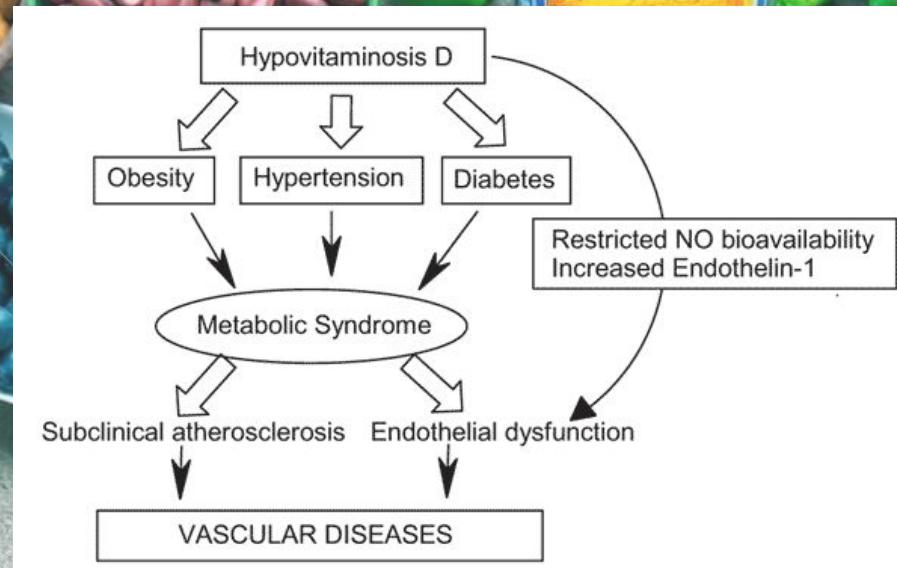 Hypovitaminosis D
Obesity
Hypertension
Diabetes
Restricted NO bioavailability
Increased Endothelin-1
Metabolic Syndrome
Subclinical atherosclerosis
Endothelial dysfunction
VASCULAR DISEASES